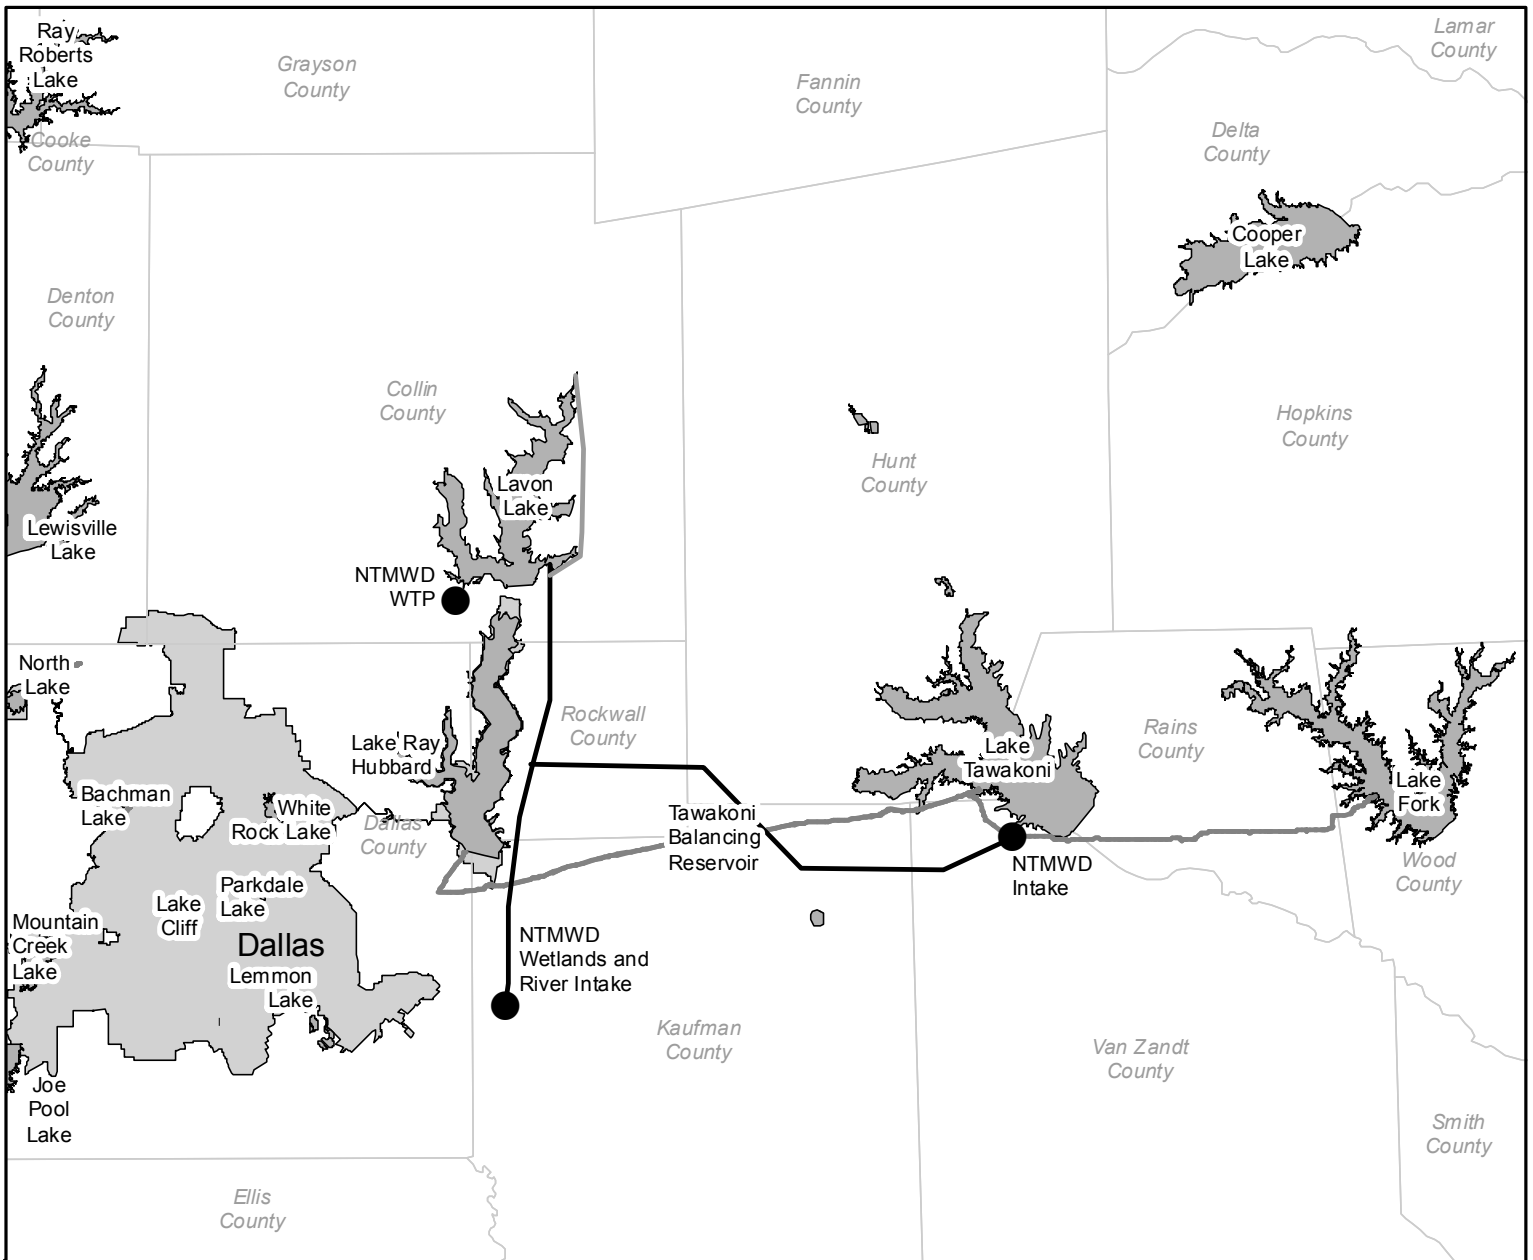 Ray
Roberts
Lake
Grayson
County
Fannin
County
Lamar
County
Cooke
County
Delta
County
Cooper
Lake
Denton
County
Collin
County
Hopkins
County
Hunt
County
Lavon
Lake
Lewisville
Lake
NTMWD
WTP
North
Lake
Rockwall
County
Rains
County
Lake Ray
Hubbard
Lake
Tawakoni
Lake
Fork
Bachman
Lake
White
Rock Lake
Dallas
County
Tawakoni
Balancing
Reservoir
NTMWD
Intake
Wood
County
Parkdale
Lake
Lake
Cliff
Mountain
Creek
Lake
Dallas
Lemmon
Lake
NTMWD
Wetlands and
River Intake
Kaufman
County
Van Zandt
County
Joe
Pool
Lake
Smith
County
Ellis
County